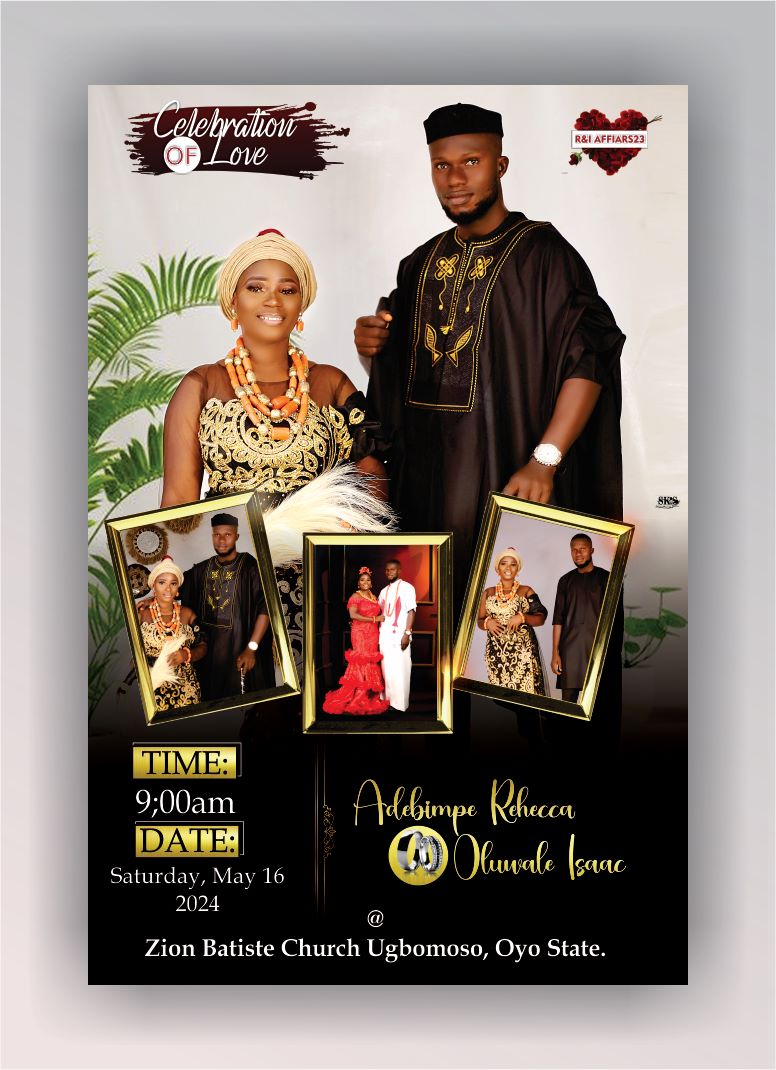 Celebration
OF Love
R&I AFFIARS23
SKS
TIME:
9;00am
DATE:
Saturday, May 16
2024
Adebimpe Rehecca
Oluwale Isaac
@
Zion Batiste Church Ugbomoso, Oyo State.